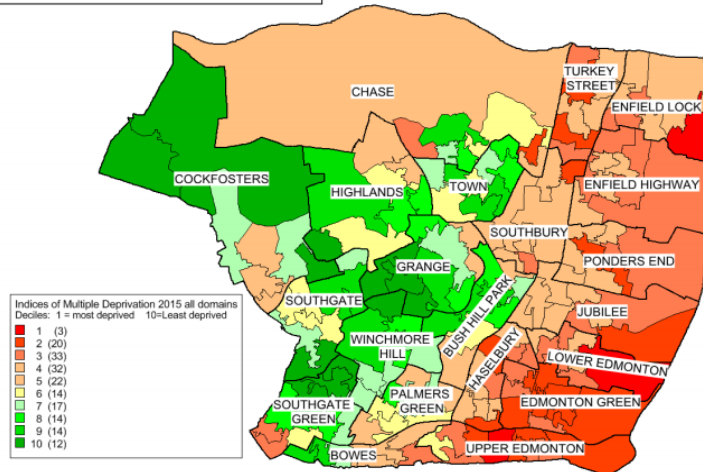 CHASE
TURKEY
STREET
ENFIELD LOCK
COCKFOSTERS
HIGHLANDS
TOWN
ENFIELD HIGHWAY
SOUTHBURY
GRANGE
PONDERS END
SOUTHGATE
BUSH HILL PARK
JUBILEE
WINCHMORE
HILL
HASELBURY
LOWER EDMONTON
PALMERS
GREEN
EDMONTON GREEN
SOUTHGATE
GREEN
BOWES
UPPER EDMONTON
Indices of Multiple Deprivation 2015 all domains
Deciles: 1 = most deprived 10=Least deprived
1 (3)
2 (20)
3 (33)
4 (32)
5 (22)
6 (14)
7 (17)
8 (14)
9 (14)
10 (12)